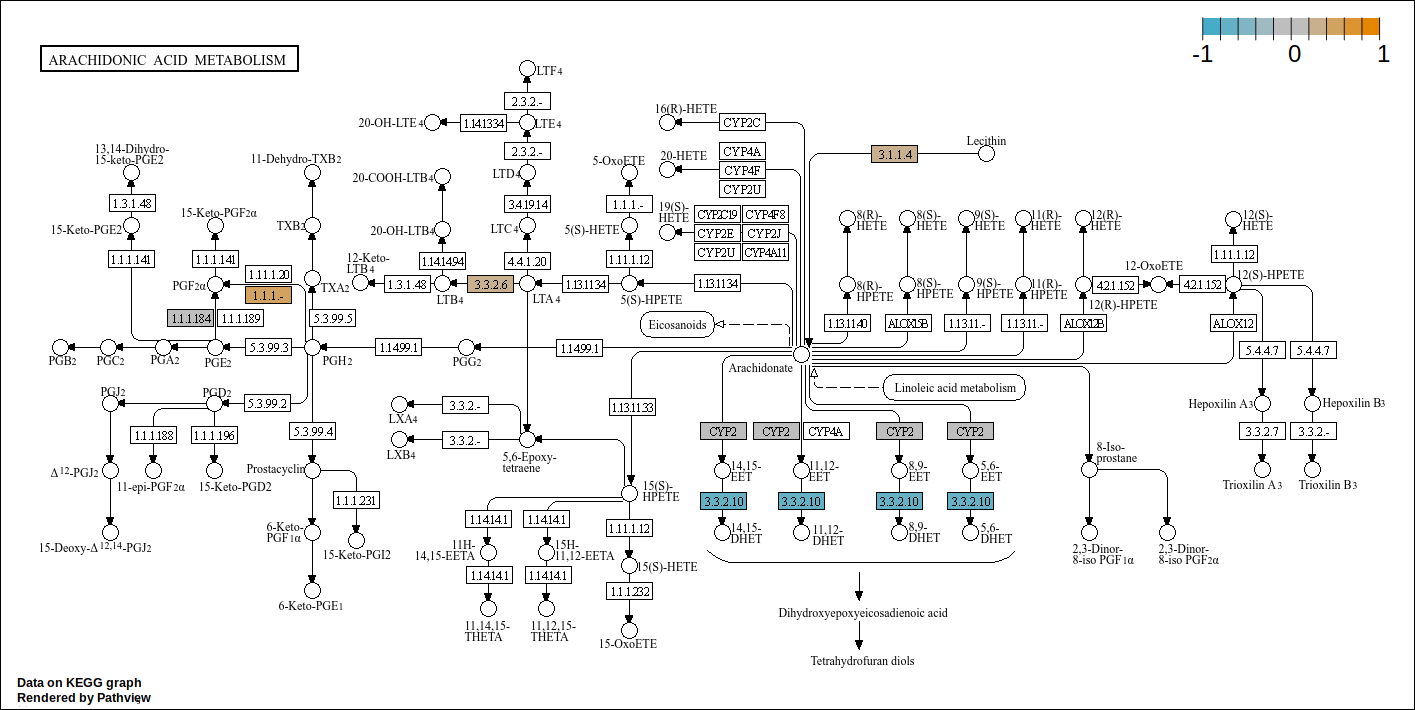 ARACHIDONIC ACID METABOLISM
-1 0 1
LTF4
2.3.2.-
20-OH-LTE4
1.14.13.34
LTE4
2.3.2.-
16(R)-HETE
CYP2C
CYP4A
20-HETE
CYP4F
CYP2U
3.1.1.4
Lecithin
13,14-Dihydro-
15-keto-PGE2
11-Dehydro-TXB2
20-COOH-LTB4
LTD4
5-OxoETE
1.3.1.48
3.4.19.14
1.1.1.-
19(S)-
HETE
CYP2C19
CYP4F8
CYP2E
CYP2J
CYP2U
CYP4A11
8(R)-
HETE
8(S)-
HETE
9(S)-
HETE
11(R)-
HETE
12(R)-
HETE
12(S)-
HETE
15-Keto-PGF2α
15-Keto-PGE2
TXB2
20-OH-LTB4
LTC4
5(S)-HETE
1.1.1.141
1.1.1.141
1.14.14.94
4.4.1.20
1.11.1.12
1.11.1.12
12-Keto-
LTB4
1.1.1.-
1.11.1.20
PGF2α
TXA2
1.3.1.48
LTB4
3.3.2.6
LTA4
1.13.11.34
5(S)-HPETE
1.13.11.34
8(R)-
HPETE
8(S)-
HPETE
9(S)-
HPETE
11(R)-
HPETE
12(R)-HPETE
4.2.1.152
12-OxoETE
4.2.1.152
12(S)-HPETE
1.1.1.184
1.1.1.189
5.3.99.5
Eicosanoids
1.13.11.40
ALOX15B
1.13.11.-
1.13.11.-
ALOX12B
ALOX12
PGB2
PGC2
PGA2
PGE2
5.3.99.3
PGH2
1.14.99.1
PGG2
1.14.99.1
Arachidonate
5.4.4.7
5.4.4.7
Linoleic acid metabolism
PGJ2
PGD2
5.3.99.2
LXA4
3.3.2.-
1.13.11.33
Hepoxilin A3
Hepoxilin B3
1.1.1.188
1.1.1.196
5.3.99.4
LXB4
3.3.2.-
5,6-Epoxy-
tetraene
CYP2
CYP2
CYP4A
CYP2
CYP2
3.3.2.7
3.3.2.-
Δ12-PGJ2
11-epi-PGF2α
15-Keto-PGD2
Prostacyclin
14,15-
EET
11,12-
EET
8,9-
EET
5,6-
EET
8-Iso-
prostane
Trioxilin A3
Trioxilin B3
1.1.1.231
15(S)-
HPETE
3.3.2.10
3.3.2.10
3.3.2.10
3.3.2.10
1.14.14.1
1.14.14.1
1.11.1.12
15-Deoxy-Δ12,14-PGJ2
6-Keto-
PGF1α
15-Keto-PGI2
11H-
14,15-EETA
15H-
11,12-EETA
14,15-
DHET
11,12-
DHET
8,9-
DHET
5,6-
DHET
2,3-Dinor-
8-iso PGF1α
2,3-Dinor-
8-iso PGF2α
15(S)-HETE
1.14.14.1
1.14.14.1
1.1.1.232
6-Keto-PGE1
11,14,15-
THETA
11,12,15-
THETA
15-OxoETE
Dihydroxyepoxyeicosadienoic acid
Tetrahydrofuran diols
Data on KEGG graph
Rendered by Pathview